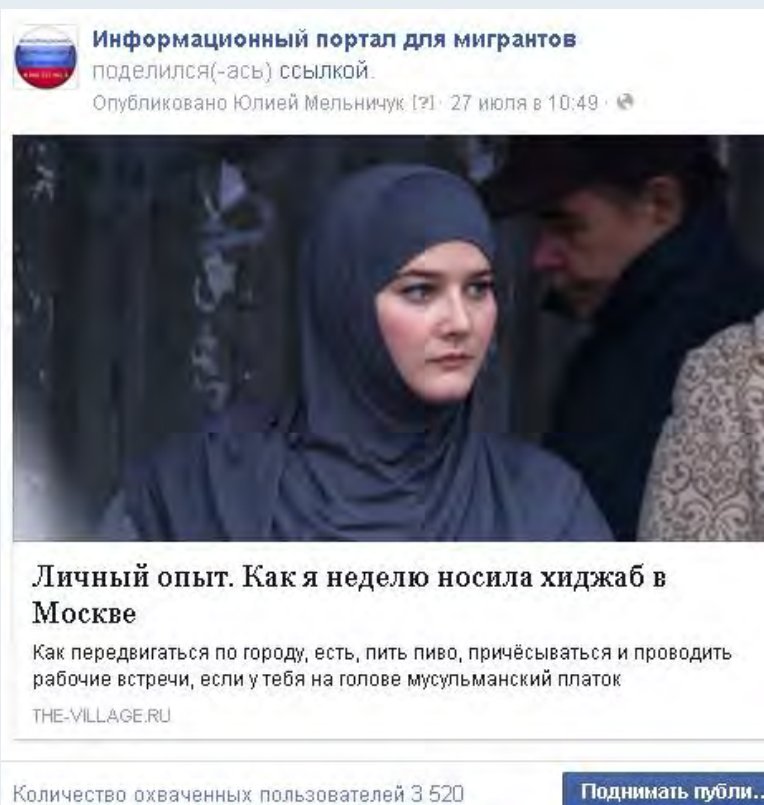 Информационный портал для мигрантов
поделился(-ась) ссылкой.
Опубликовано Юлией Мельничук [?] · 27 июля в 10:49 ·
Личный опыт. Как я неделю носила хиджаб в
Москве
Как передвигаться по городу, есть, пить пиво, причёсываться и проводить
рабочие встречи, если у тебя на голове мусульманский платок
THE-VILLAGE.RU
Количество охваченных пользователей 3 520
Поднимать публи...